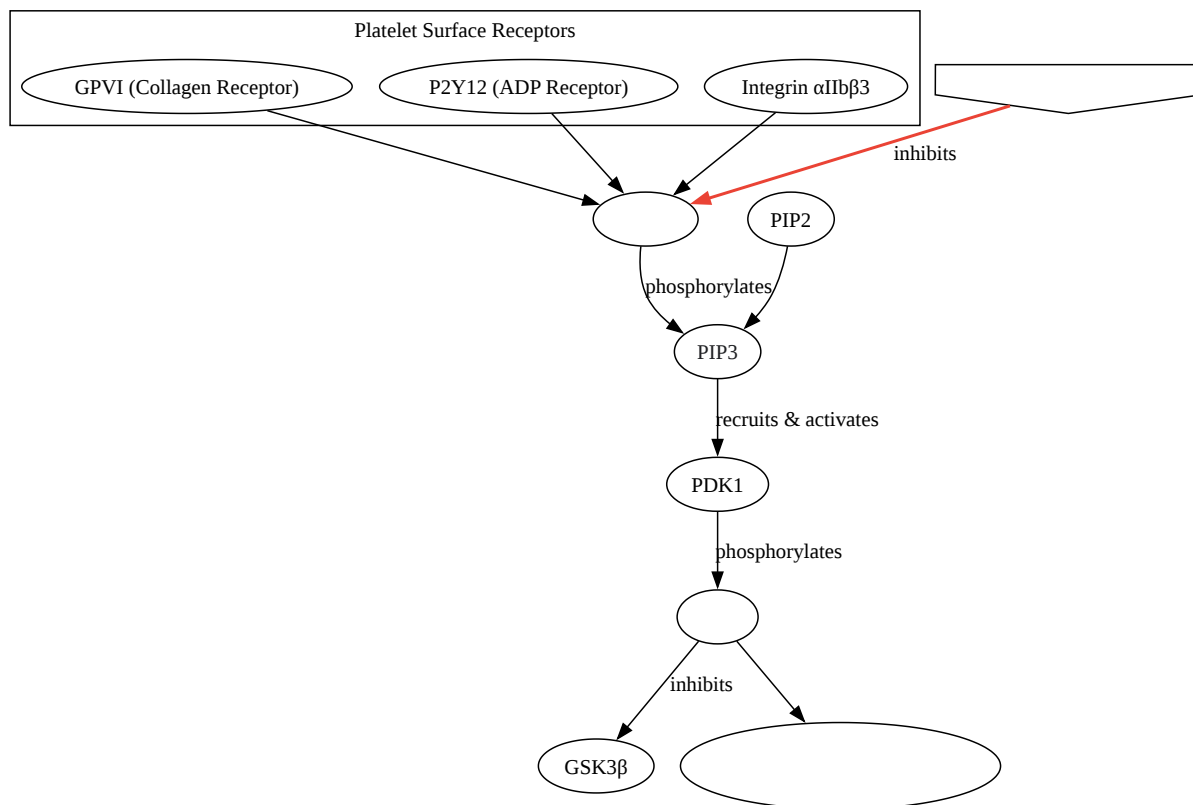 Platelet Surface Receptors
GPVI (Collagen Receptor)
P2Y12 (ADP Receptor)
Integrin αIIbβ3
inhibits
PIP2
phosphorylates
PIP3
recruits & activates
PDK1
phosphorylates
inhibits
GSK3β